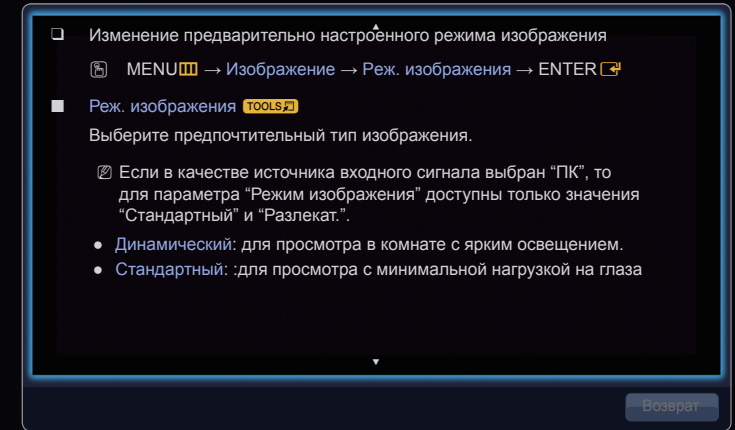 Изменение предварительно настроенного режима изображения
MENU → Изображение → Реж. изображения → ENTER
Реж. изображения TOOLS
Выберите предпочтительный тип изображения.
Если в качестве источника входного сигнала выбран “ПК”, то
для параметра “Режим изображения” доступны только значения
“Стандартный” и “Разлекат.”.
● Динамический: для просмотра в комнате с ярким освещением.
● Стандартный: :для просмотра с минимальной нагрузкой на глаза
Возврат